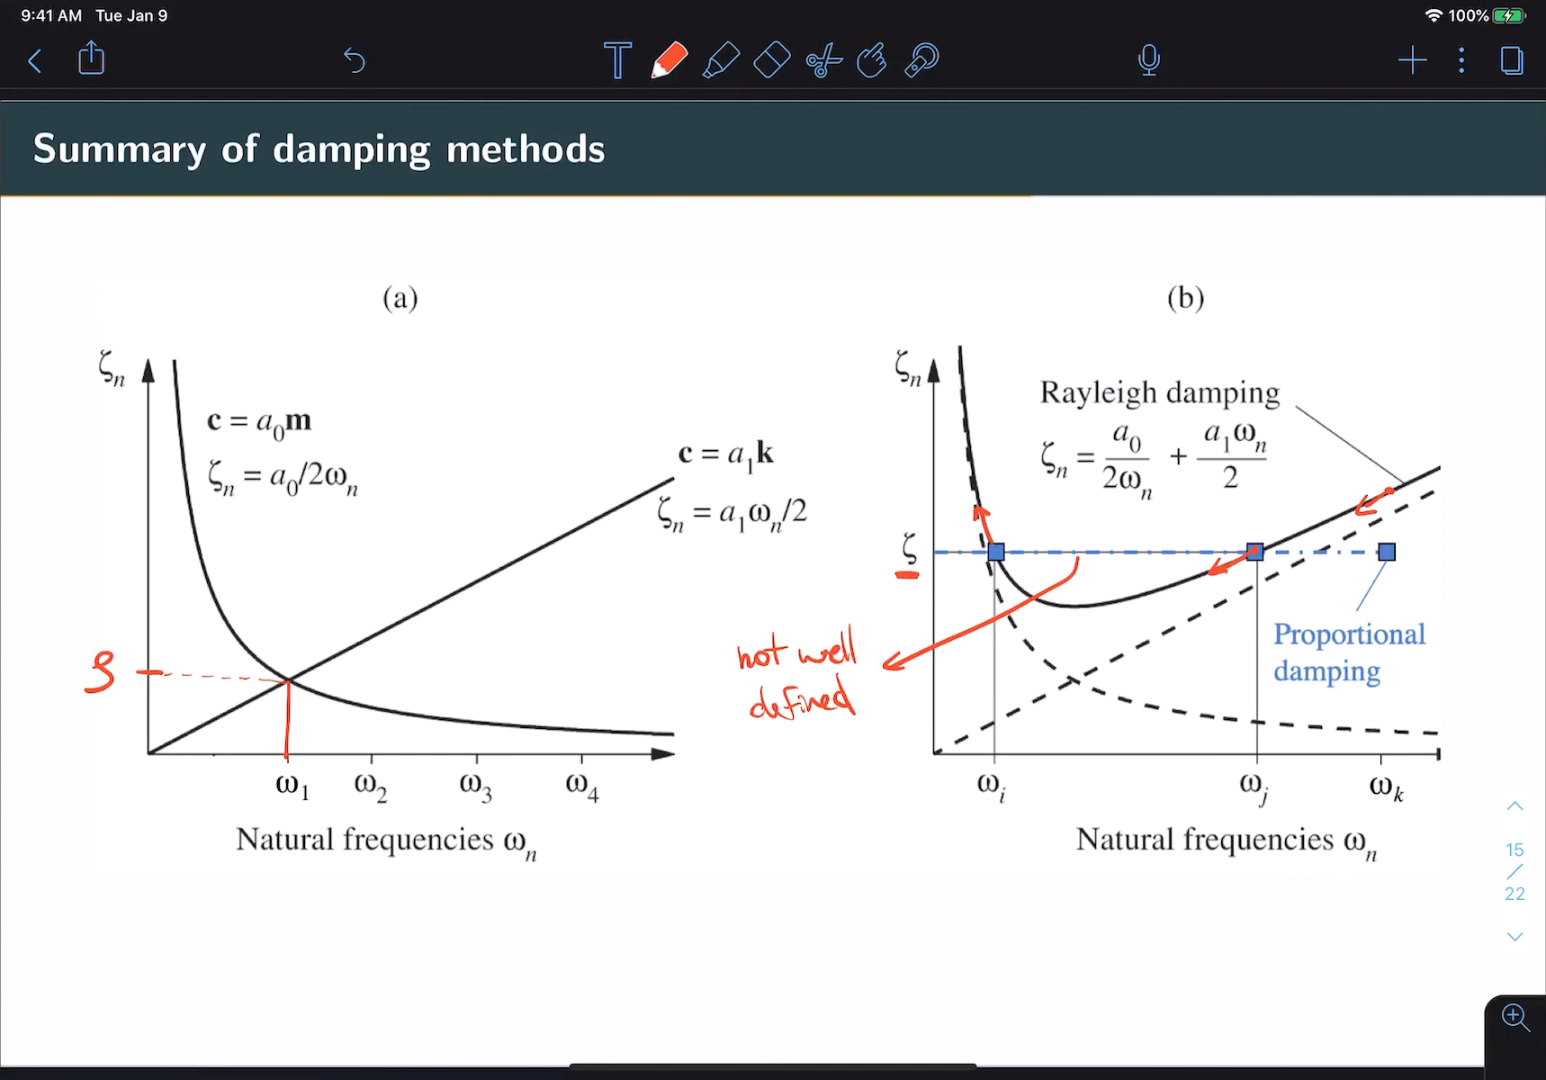 9:41 AM Tue Jan 9
100%
Summary of damping methods
(a)
ζn
c = a0m
ζn = a0/2ωn
c = a1k
ζn = a1ωn/2
ζ
ω1 ω2 ω3 ω4
Natural frequencies ωn
(b)
ζn
Rayleigh damping
ζn = a0/2ωn + a1ωn/2
ζ
not well
defined
Proportional
damping
ωi ωj ωk
Natural frequencies ωn
15
/
22